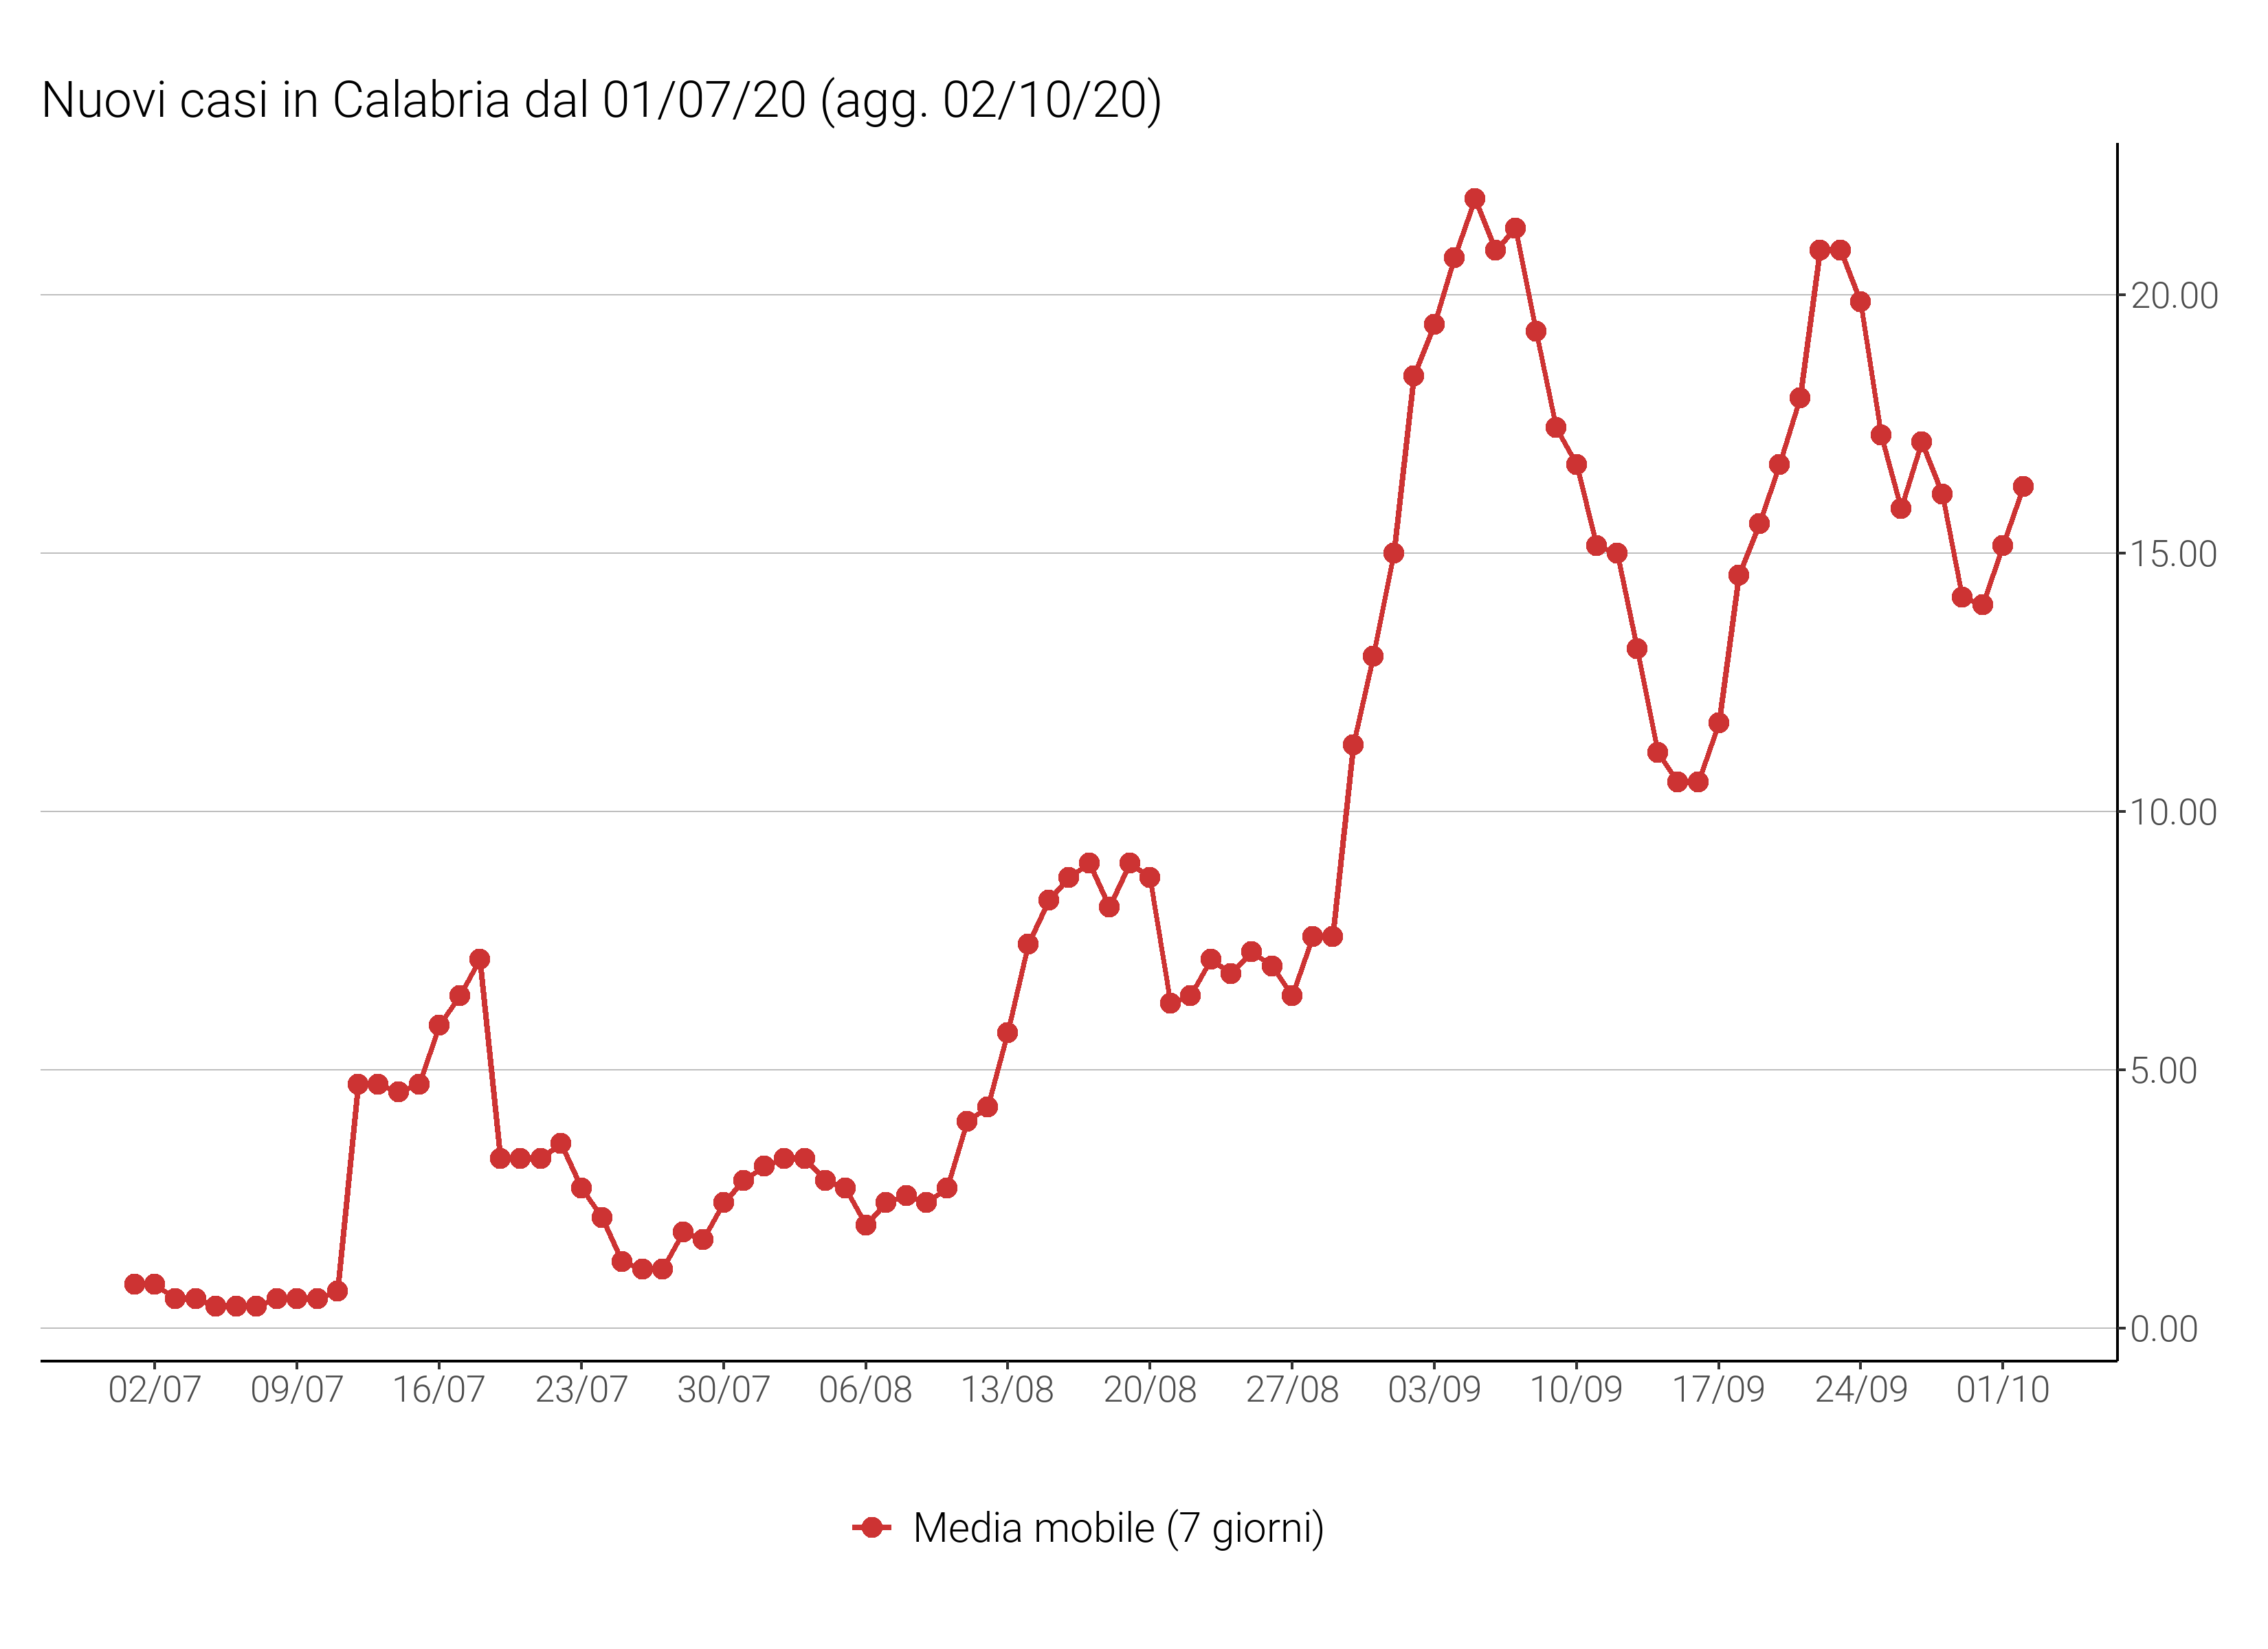 Nuovi casi in Calabria dal 01/07/20 (agg. 02/10/20)
20.00
15.00
10.00
5.00
0.00
02/07 09/07 16/07 23/07 30/07 06/08 13/08 20/08 27/08 03/09 10/09 17/09 24/09 01/10
Media mobile (7 giorni)